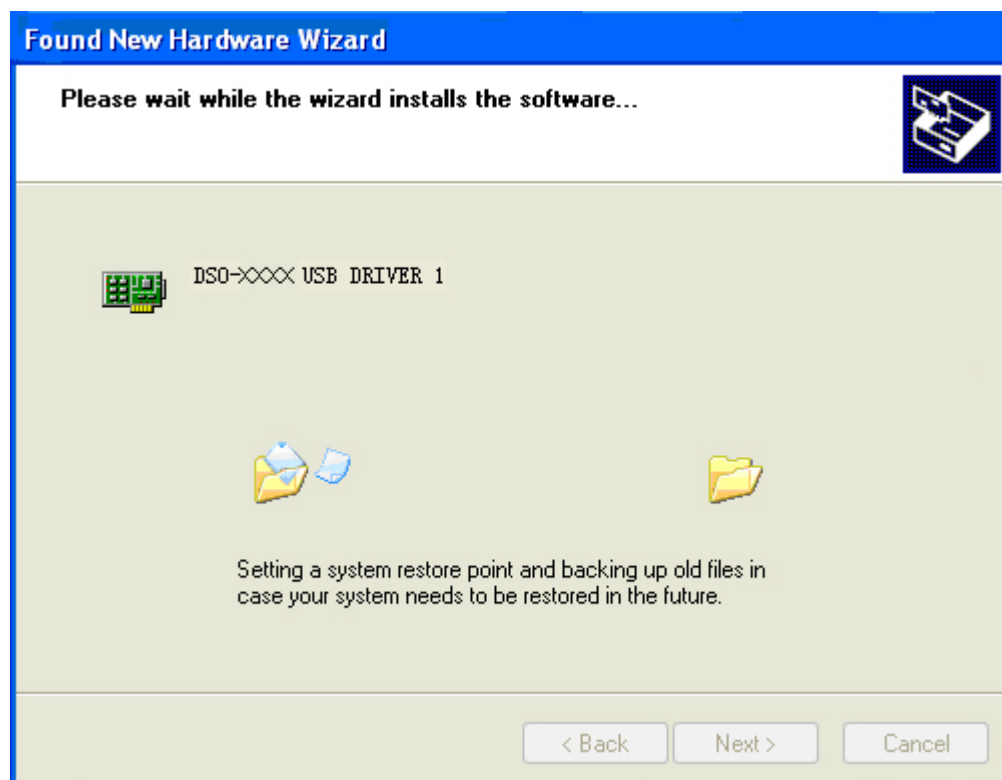 Found New Hardware Wizard
Please wait while the wizard installs the software...
DSO-XXXX USB DRIVER 1
Setting a system restore point and backing up old files in
case your system needs to be restored in the future.
< Back
Next >
Cancel